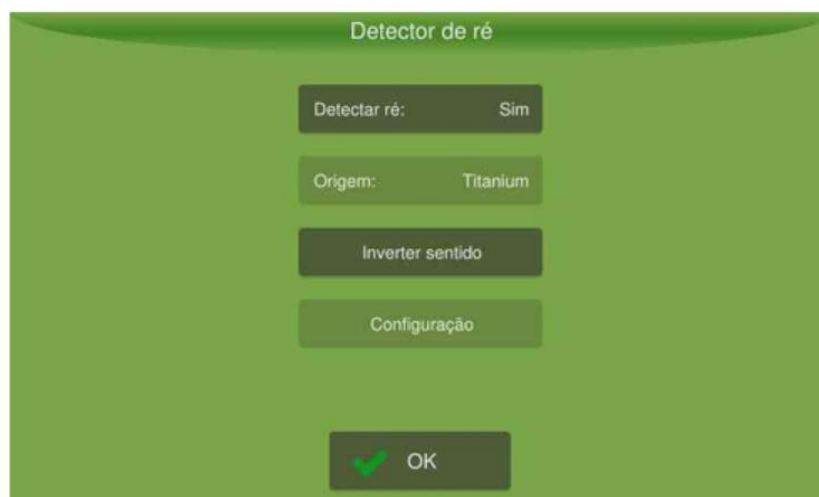 Detector de ré
Detectar ré: Sim
Origem: Titanium
Inverter sentido
Configuração
OK